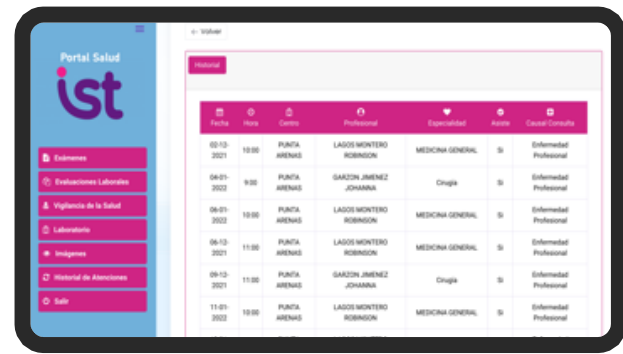 Portal Salud
ist
Exámenes
Evaluaciones Laborales
Vigilancia de la Salud
Laboratorio
Imágenes
Historial de Atenciones
Salir
← Volver
Historial
Fecha Hora Centro Profesional Especialidad Asiste Causal Consulta
02-12-2021 10:00 PUNTA ARENAS LAGOS MONTERO ROBINSON MEDICINA GENERAL Si Enfermedad Profesional
04-01-2022 9:00 PUNTA ARENAS GARZON JIMENEZ JOHANNA Cirugia Si Enfermedad Profesional
06-01-2022 10:00 PUNTA ARENAS LAGOS MONTERO ROBINSON MEDICINA GENERAL Si Enfermedad Profesional
06-12-2021 11:00 PUNTA ARENAS LAGOS MONTERO ROBINSON MEDICINA GENERAL Si Enfermedad Profesional
09-12-2021 11:00 PUNTA ARENAS GARZON JIMENEZ JOHANNA Cirugia Si Enfermedad Profesional
11-01-2022 10:00 PUNTA ARENAS LAGOS MONTERO ROBINSON MEDICINA GENERAL Si Enfermedad Profesional